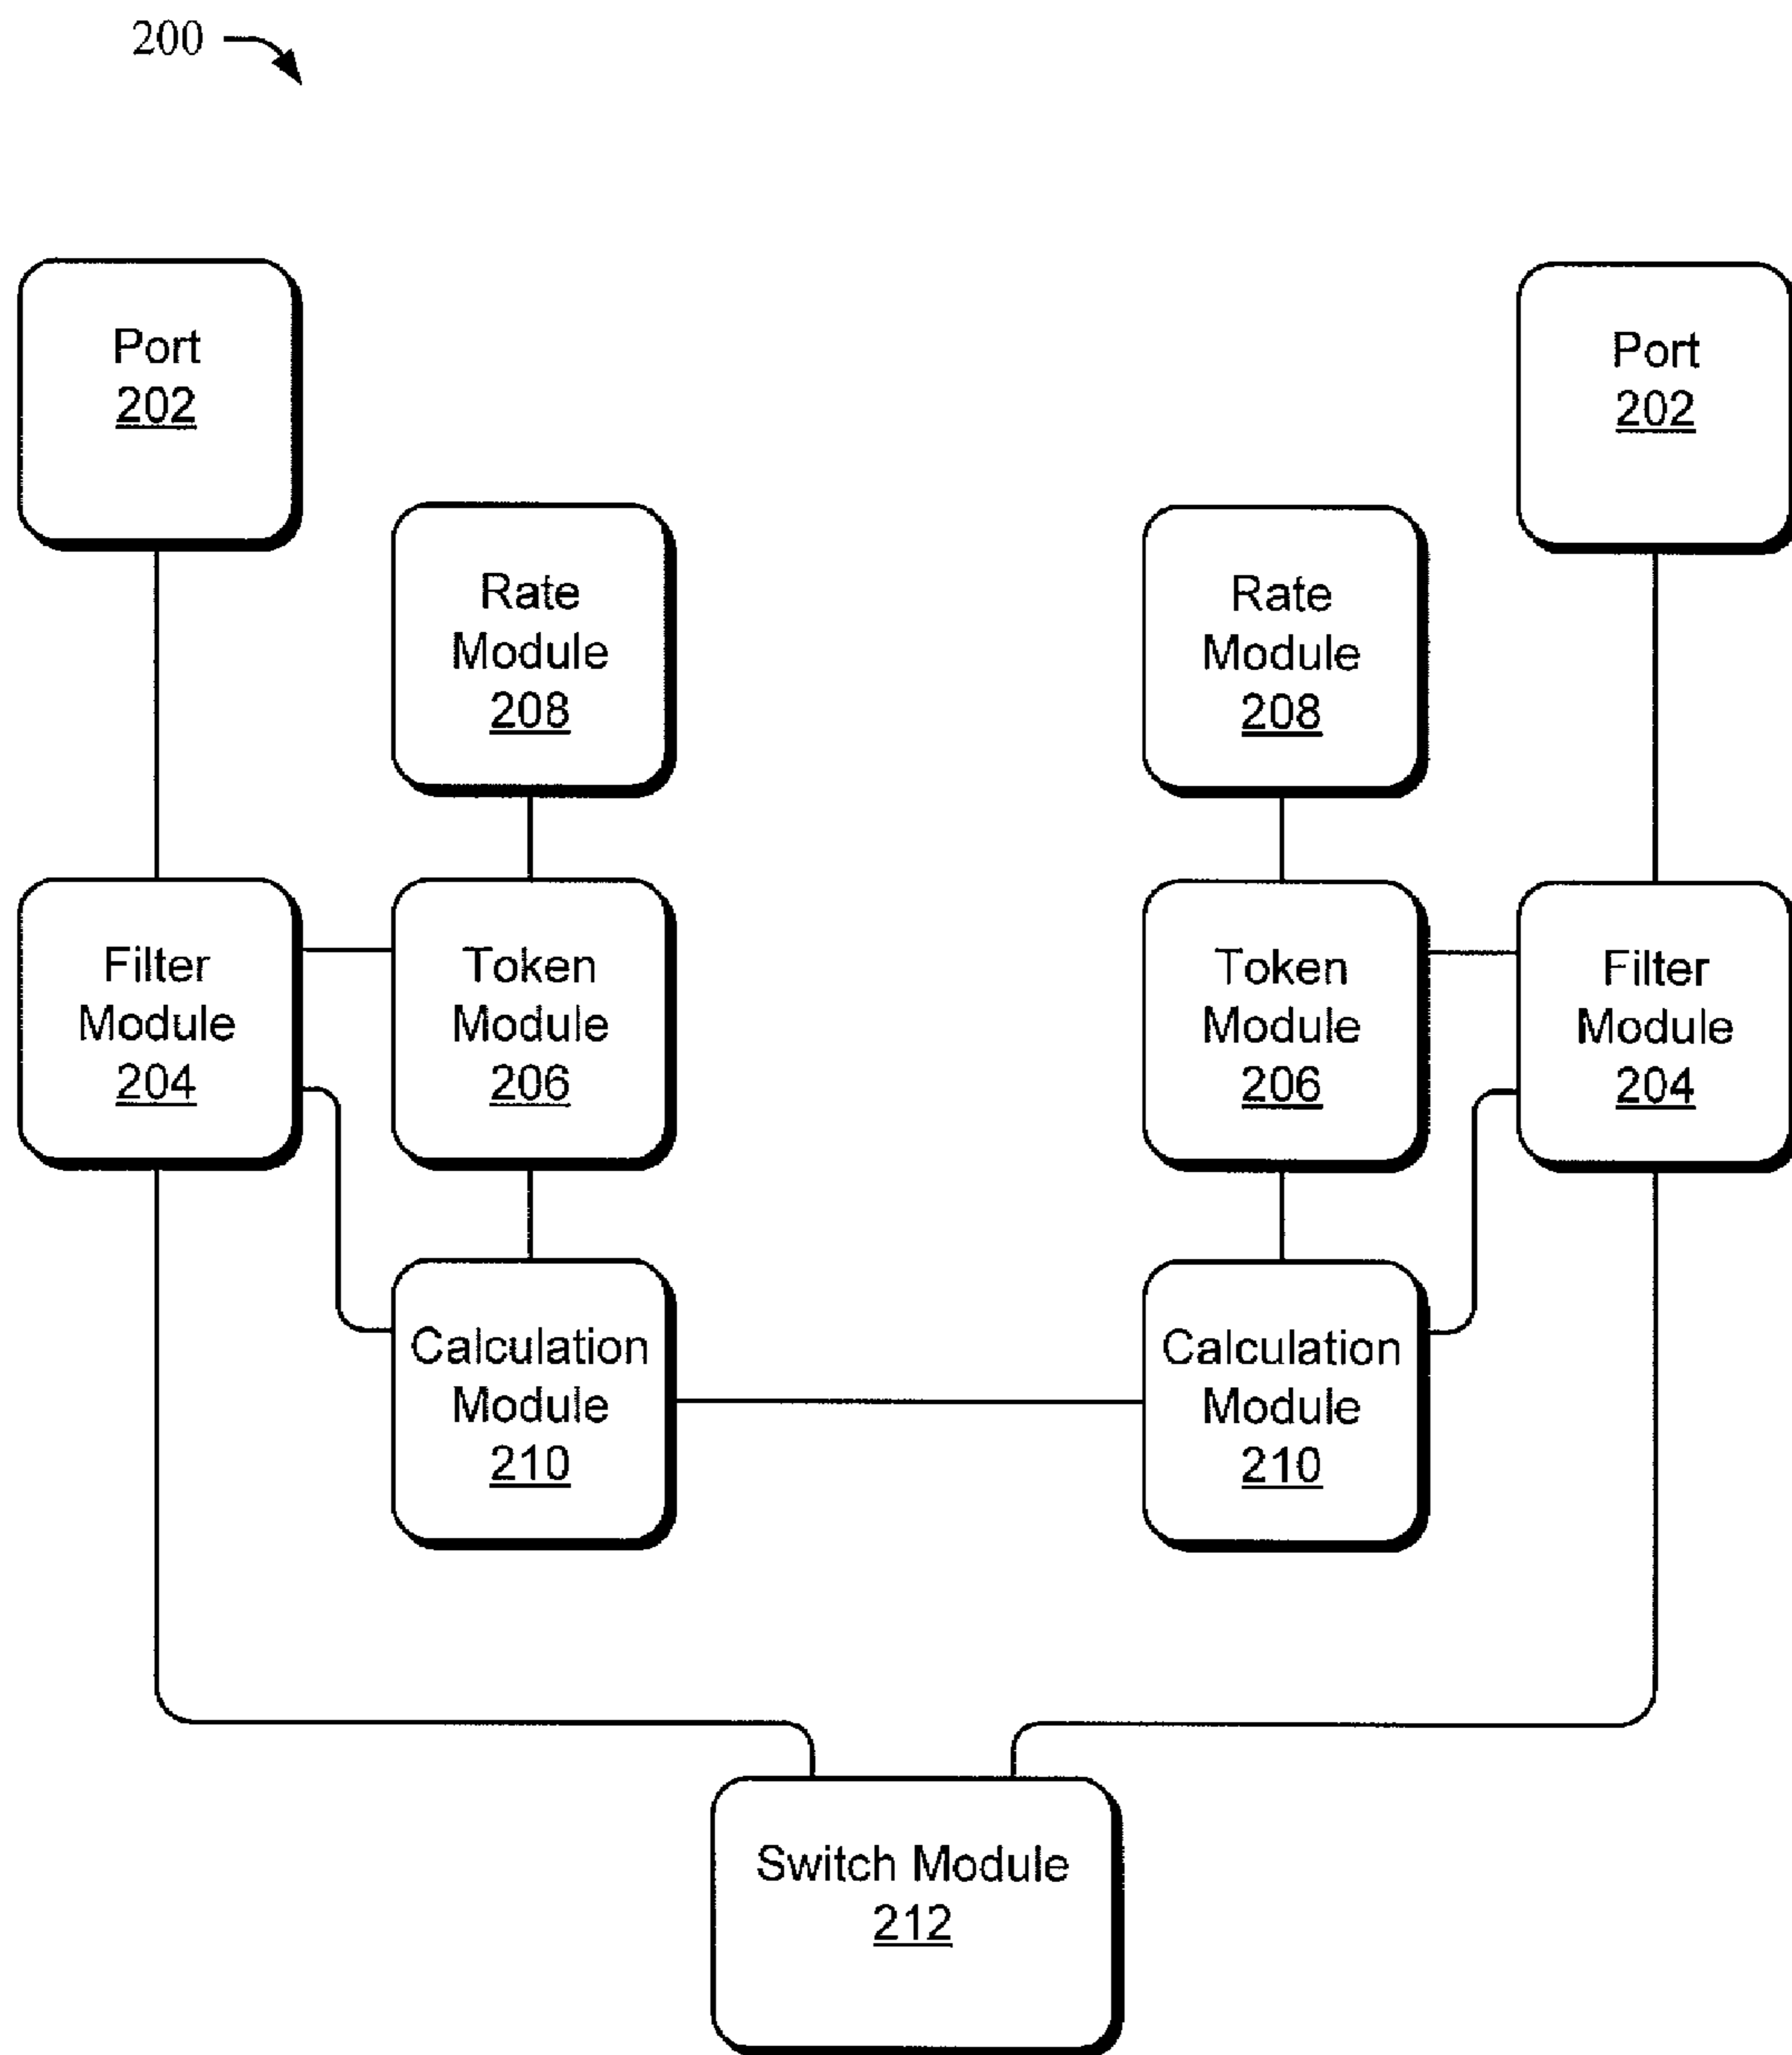 200
Port
202
Port
202
Rate
Module
208
Rate
Module
208
Filter
Module
204
Token
Module
206
Token
Module
206
Filter
Module
204
Calculation
Module
210
Calculation
Module
210
Switch Module
212